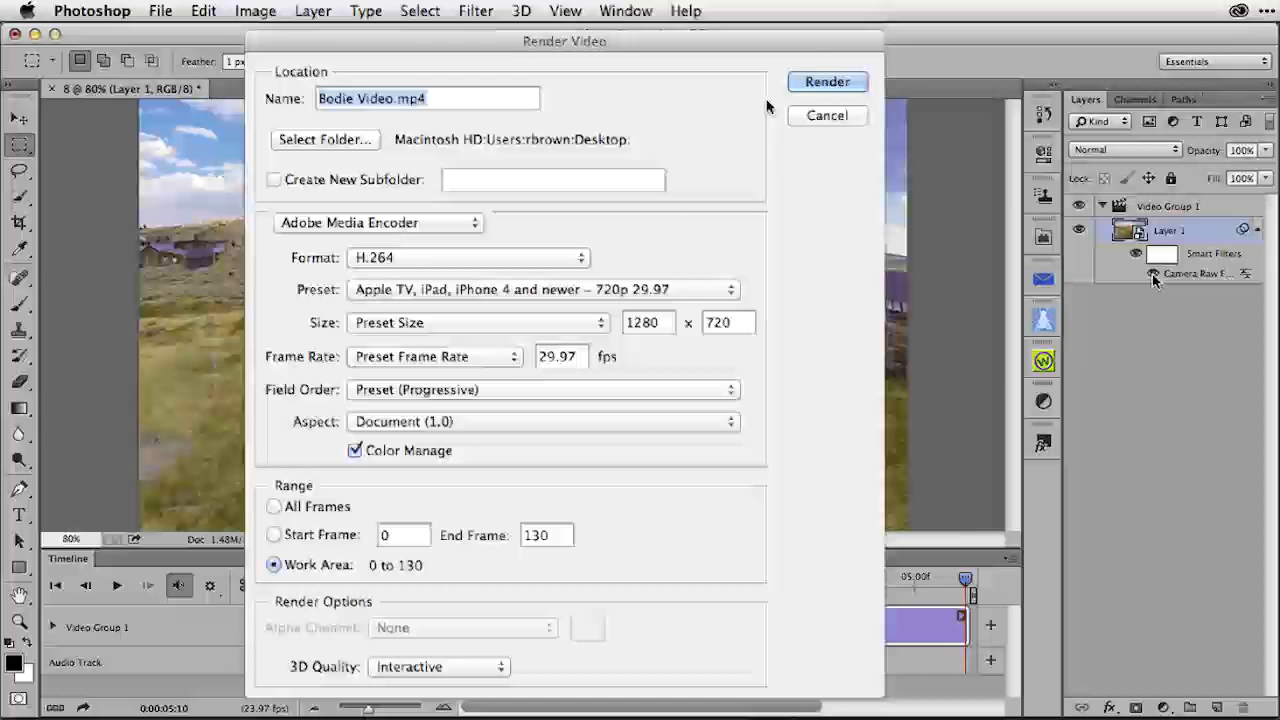 Photoshop File Edit Image Layer Type Select Filter 3D View Window Help
Render Video
Feather: 1 px
Essentials
8 @ 80% (Layer 1, RGB/8) *
Location
Name: Bodie Video.mp4
Render
Cancel
Select Folder... Macintosh HD:Users:rbrown:Desktop:
Create New Subfolder:
Adobe Media Encoder
Format: H.264
Preset: Apple TV, iPad, iPhone 4 and newer – 720p 29.97
Size: Preset Size 1280 x 720
Frame Rate: Preset Frame Rate 29.97 fps
Field Order: Preset (Progressive)
Aspect: Document (1.0)
Color Manage
Range
All Frames
Start Frame: 0 End Frame: 130
Work Area: 0 to 130
Render Options
Alpha Channel: None
3D Quality: Interactive
Layers Channels Paths
Kind
Normal Opacity: 100%
Lock: Fill: 100%
Video Group 1
Layer 1
Smart Filters
Camera Raw F...
80% Doc: 1.48M/
Timeline
05:00f
Video Group 1
Audio Track
0:00:05:10 (23.97 fps)